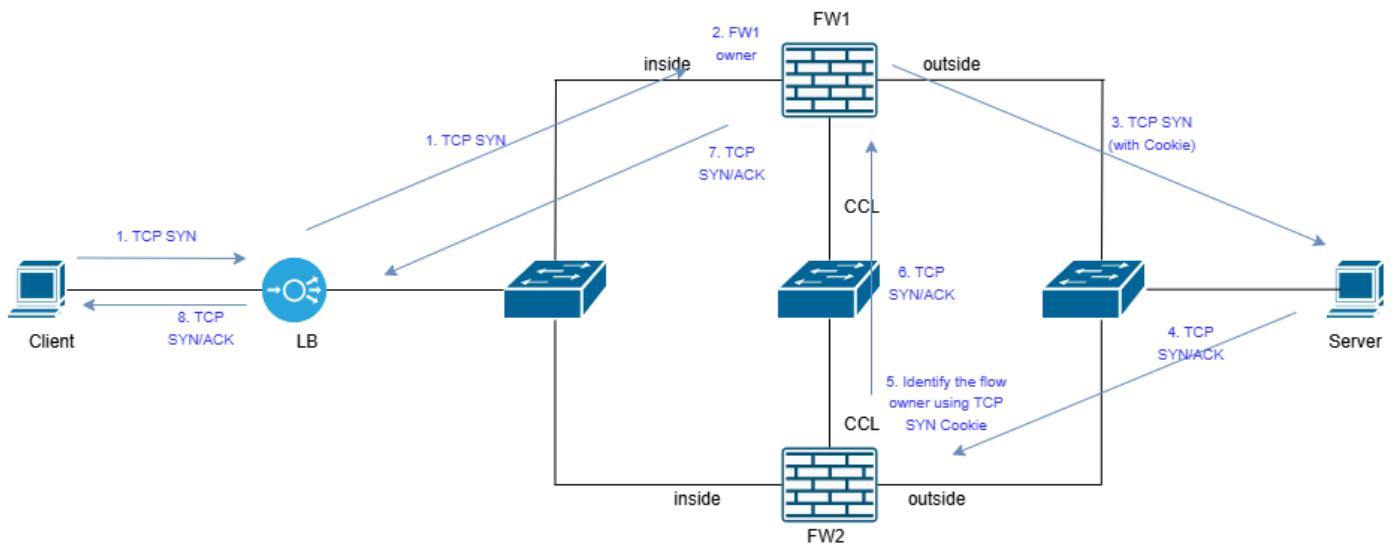 FW1
2. FW1
owner
inside
outside
1. TCP SYN
7. TCP
SYN/ACK
3. TCP SYN
(with Cookie)
CCL
1. TCP SYN
6. TCP
SYN/ACK
8. TCP
SYN/ACK
Client
LB
4. TCP
SYN/ACK
Server
5. Identify the flow
owner using TCP
SYN Cookie
CCL
inside
outside
FW2